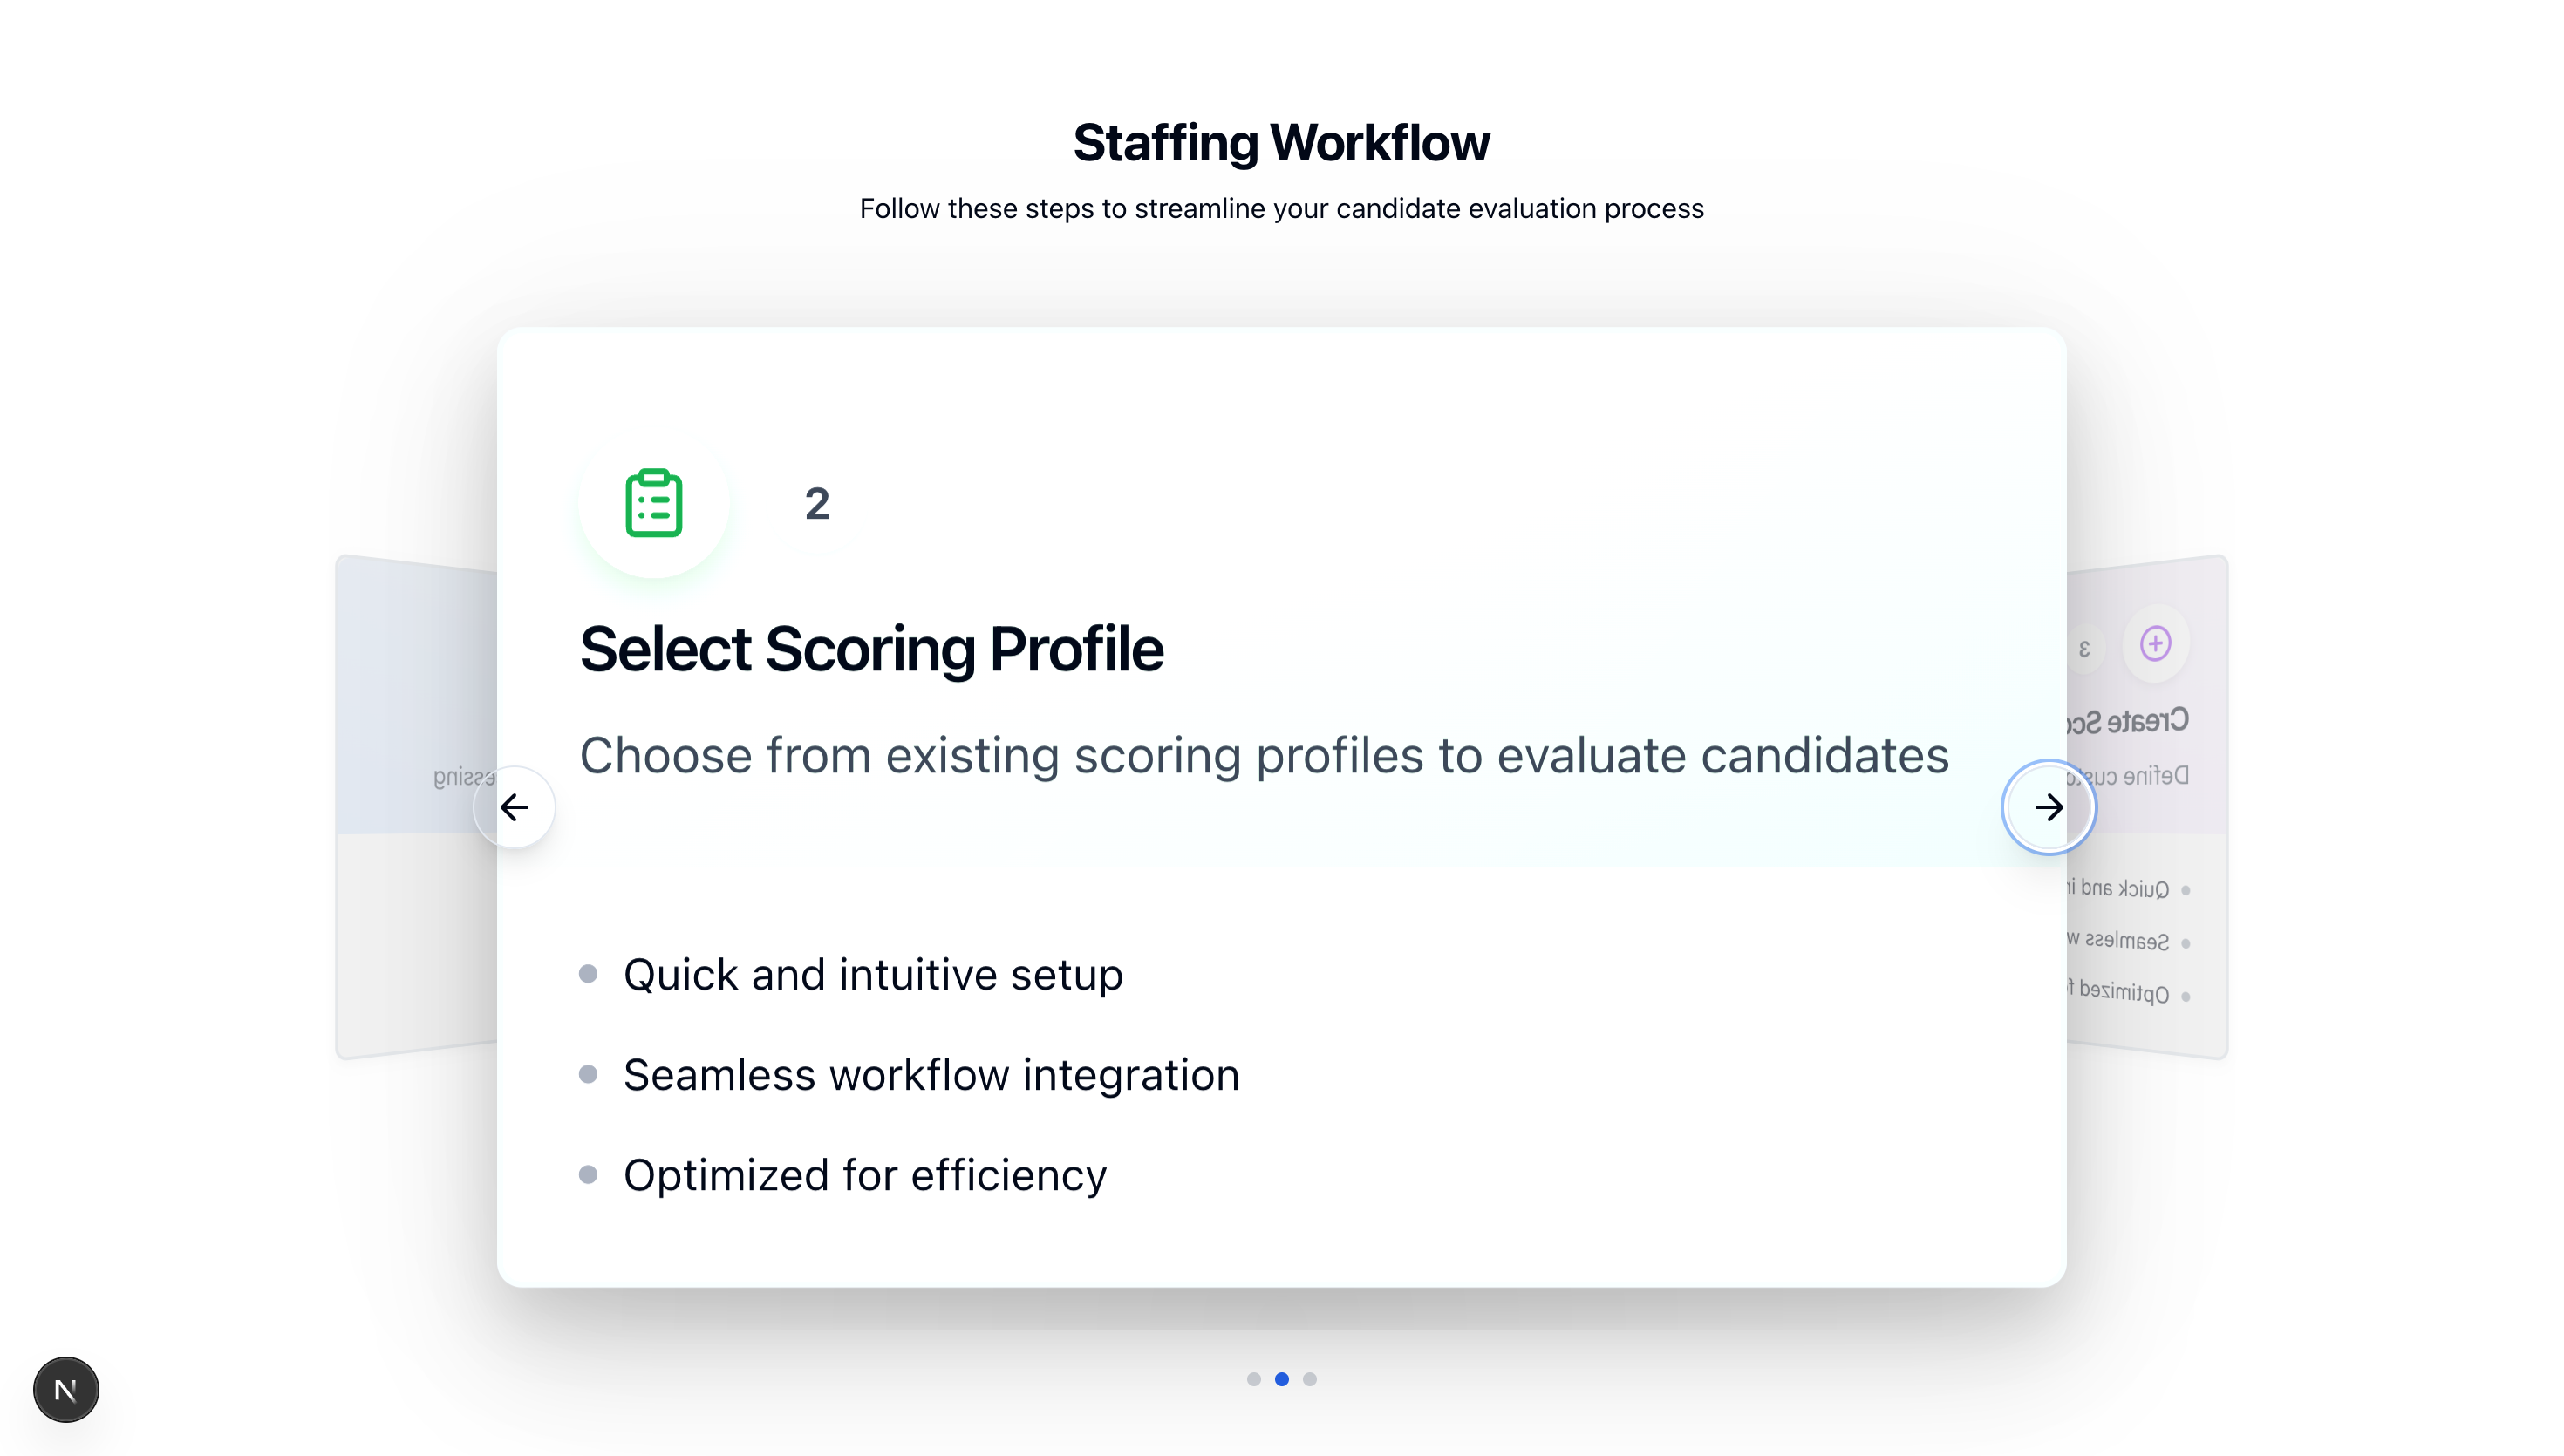 Staffing Workflow
Follow these steps to streamline your candidate evaluation process
2
Select Scoring Profile
Choose from existing scoring profiles to evaluate candidates
Quick and intuitive setup
Seamless workflow integration
Optimized for efficiency
essing
3
Create Sco
Define custo
Quick and i
Seamless w
Optimized f
N